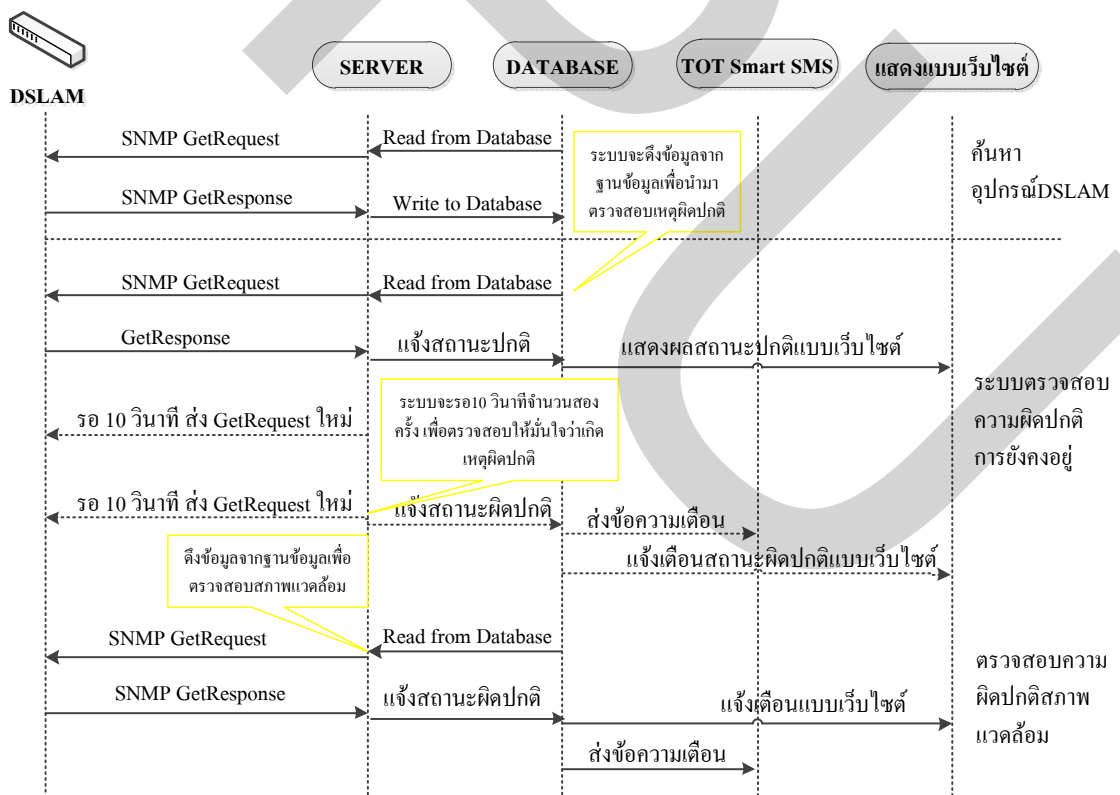 SERVER
DATABASE
TOT Smart SMS
แสดงแบบเว็บไซต์
DSLAM
SNMP GetRequest
Read from Database
ระบบจะดึงข้อมูลจาก
ฐานข้อมูลเพื่อนำมา
ตรวจสอบเหตุผิดปกติ
ค้นหา
อุปกรณ์DSLAM
SNMP GetResponse
Write to Database
SNMP GetRequest
Read from Database
GetResponse
แจ้งสถานะปกติ
แสดงผลสถานะปกติแบบเว็บไซต์
ระบบตรวจสอบ
ความผิดปกติ
การยังคงอยู่
ระบบจะรอ10 วินาทีจำนวนสอง
ครั้ง เพื่อตรวจสอบให้มั่นใจว่าเกิด
เหตุผิดปกติ
รอ 10 วินาที ส่ง GetRequest ใหม่
รอ 10 วินาที ส่ง GetRequest ใหม่
แจ้งสถานะผิดปกติ
ส่งข้อความเตือน
แจ้งเตือนสถานะผิดปกติแบบเว็บไซต์
ดึงข้อมูลจากฐานข้อมูลเพื่อ
ตรวจสอบสภาพแวดล้อม
SNMP GetRequest
Read from Database
ตรวจสอบความ
ผิดปกติสภาพ
แวดล้อม
SNMP GetResponse
แจ้งสถานะผิดปกติ
แจ้งเตือนแบบเว็บไซต์
ส่งข้อความเตือน